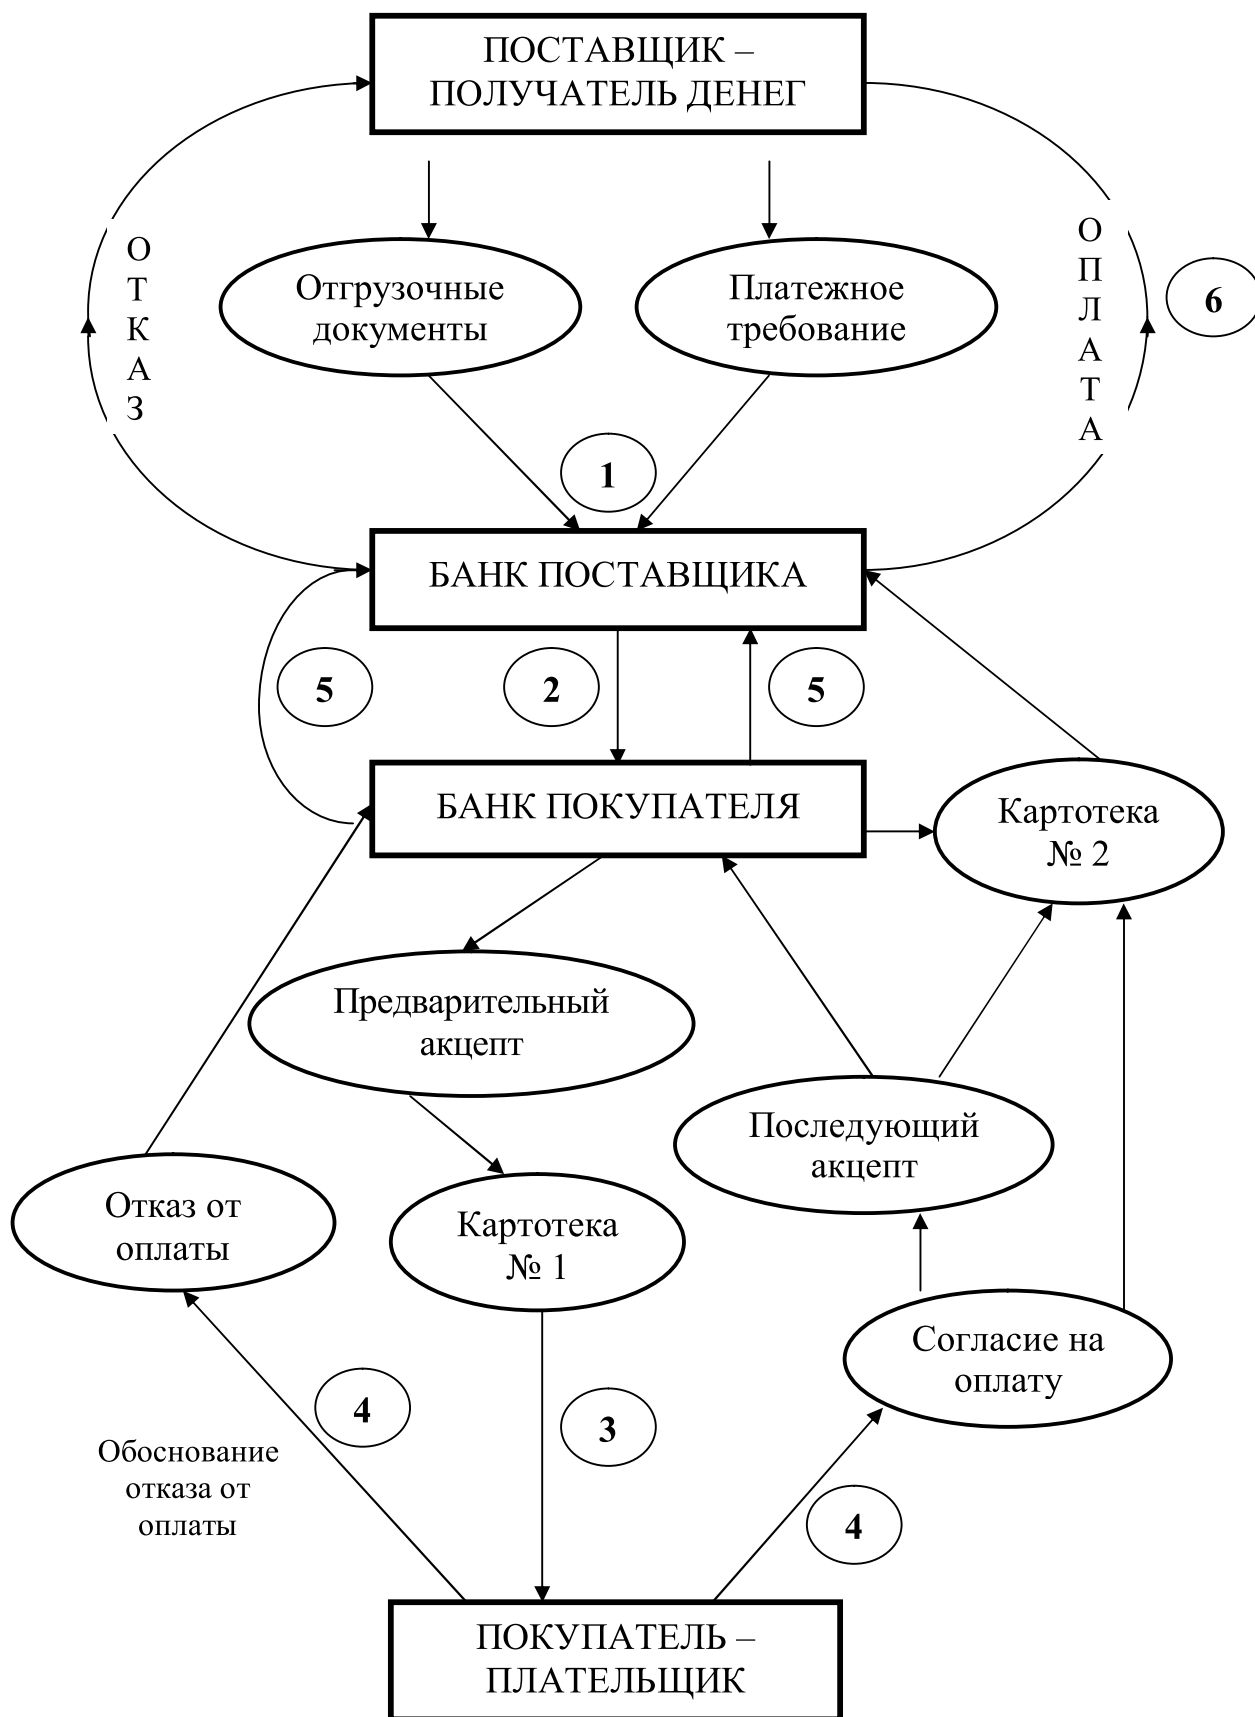 ПОСТАВЩИК –
ПОЛУЧАТЕЛЬ ДЕНЕГ
ОТКАЗ
Отгрузочные
документы
Платежное
требование
ОПЛАТА
6
1
БАНК ПОСТАВЩИКА
5
2
5
БАНК ПОКУПАТЕЛЯ
Картотека
№ 2
Предварительный
акцепт
Последующий
акцепт
Отказ от
оплаты
Картотека
№ 1
Согласие на
оплату
4
3
Обоснование
отказа от
оплаты
4
ПОКУПАТЕЛЬ –
ПЛАТЕЛЬЩИК